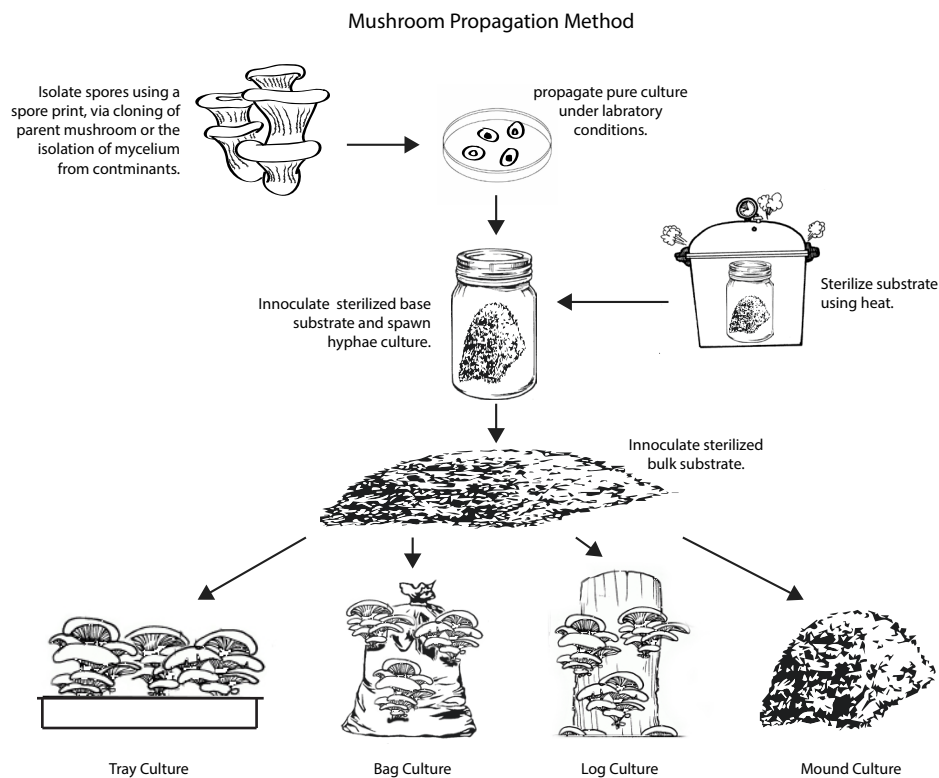 Mushroom Propagation Method
Isolate spores using a
spore print, via cloning of
parent mushroom or the
isolation of mycelium
from contminants.
propagate pure culture
under labratory
conditions.
Innoculate sterilized base
substrate and spawn
hyphae culture.
Sterilize substrate
using heat.
Innoculate sterilized
bulk substrate.
Tray Culture
Bag Culture
Log Culture
Mound Culture